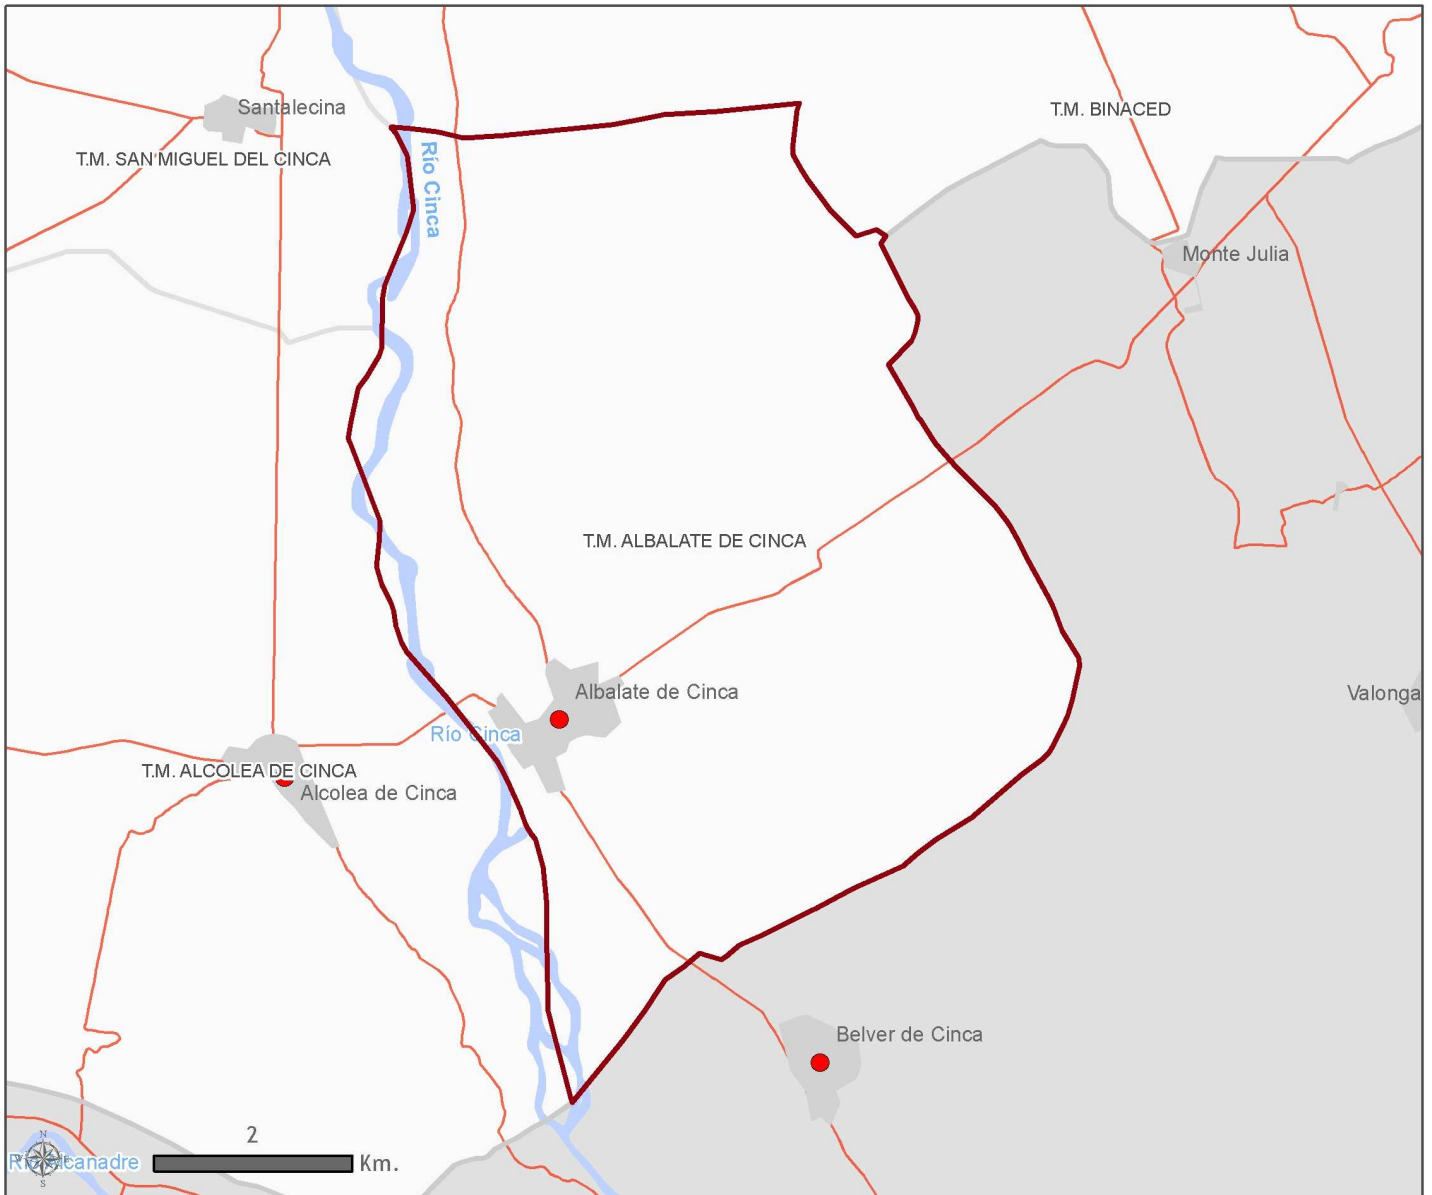 Santalecina
T.M. BINACED
T.M. SAN MIGUEL DEL CINCA
Río Cinca
Monte Julia
T.M. ALBALATE DE CINCA
Albalate de Cinca
Valonga
Río Cinca
T.M. ALCOLEA DE CINCA
Alcolea de Cinca
Belver de Cinca
2
Km.
N
S